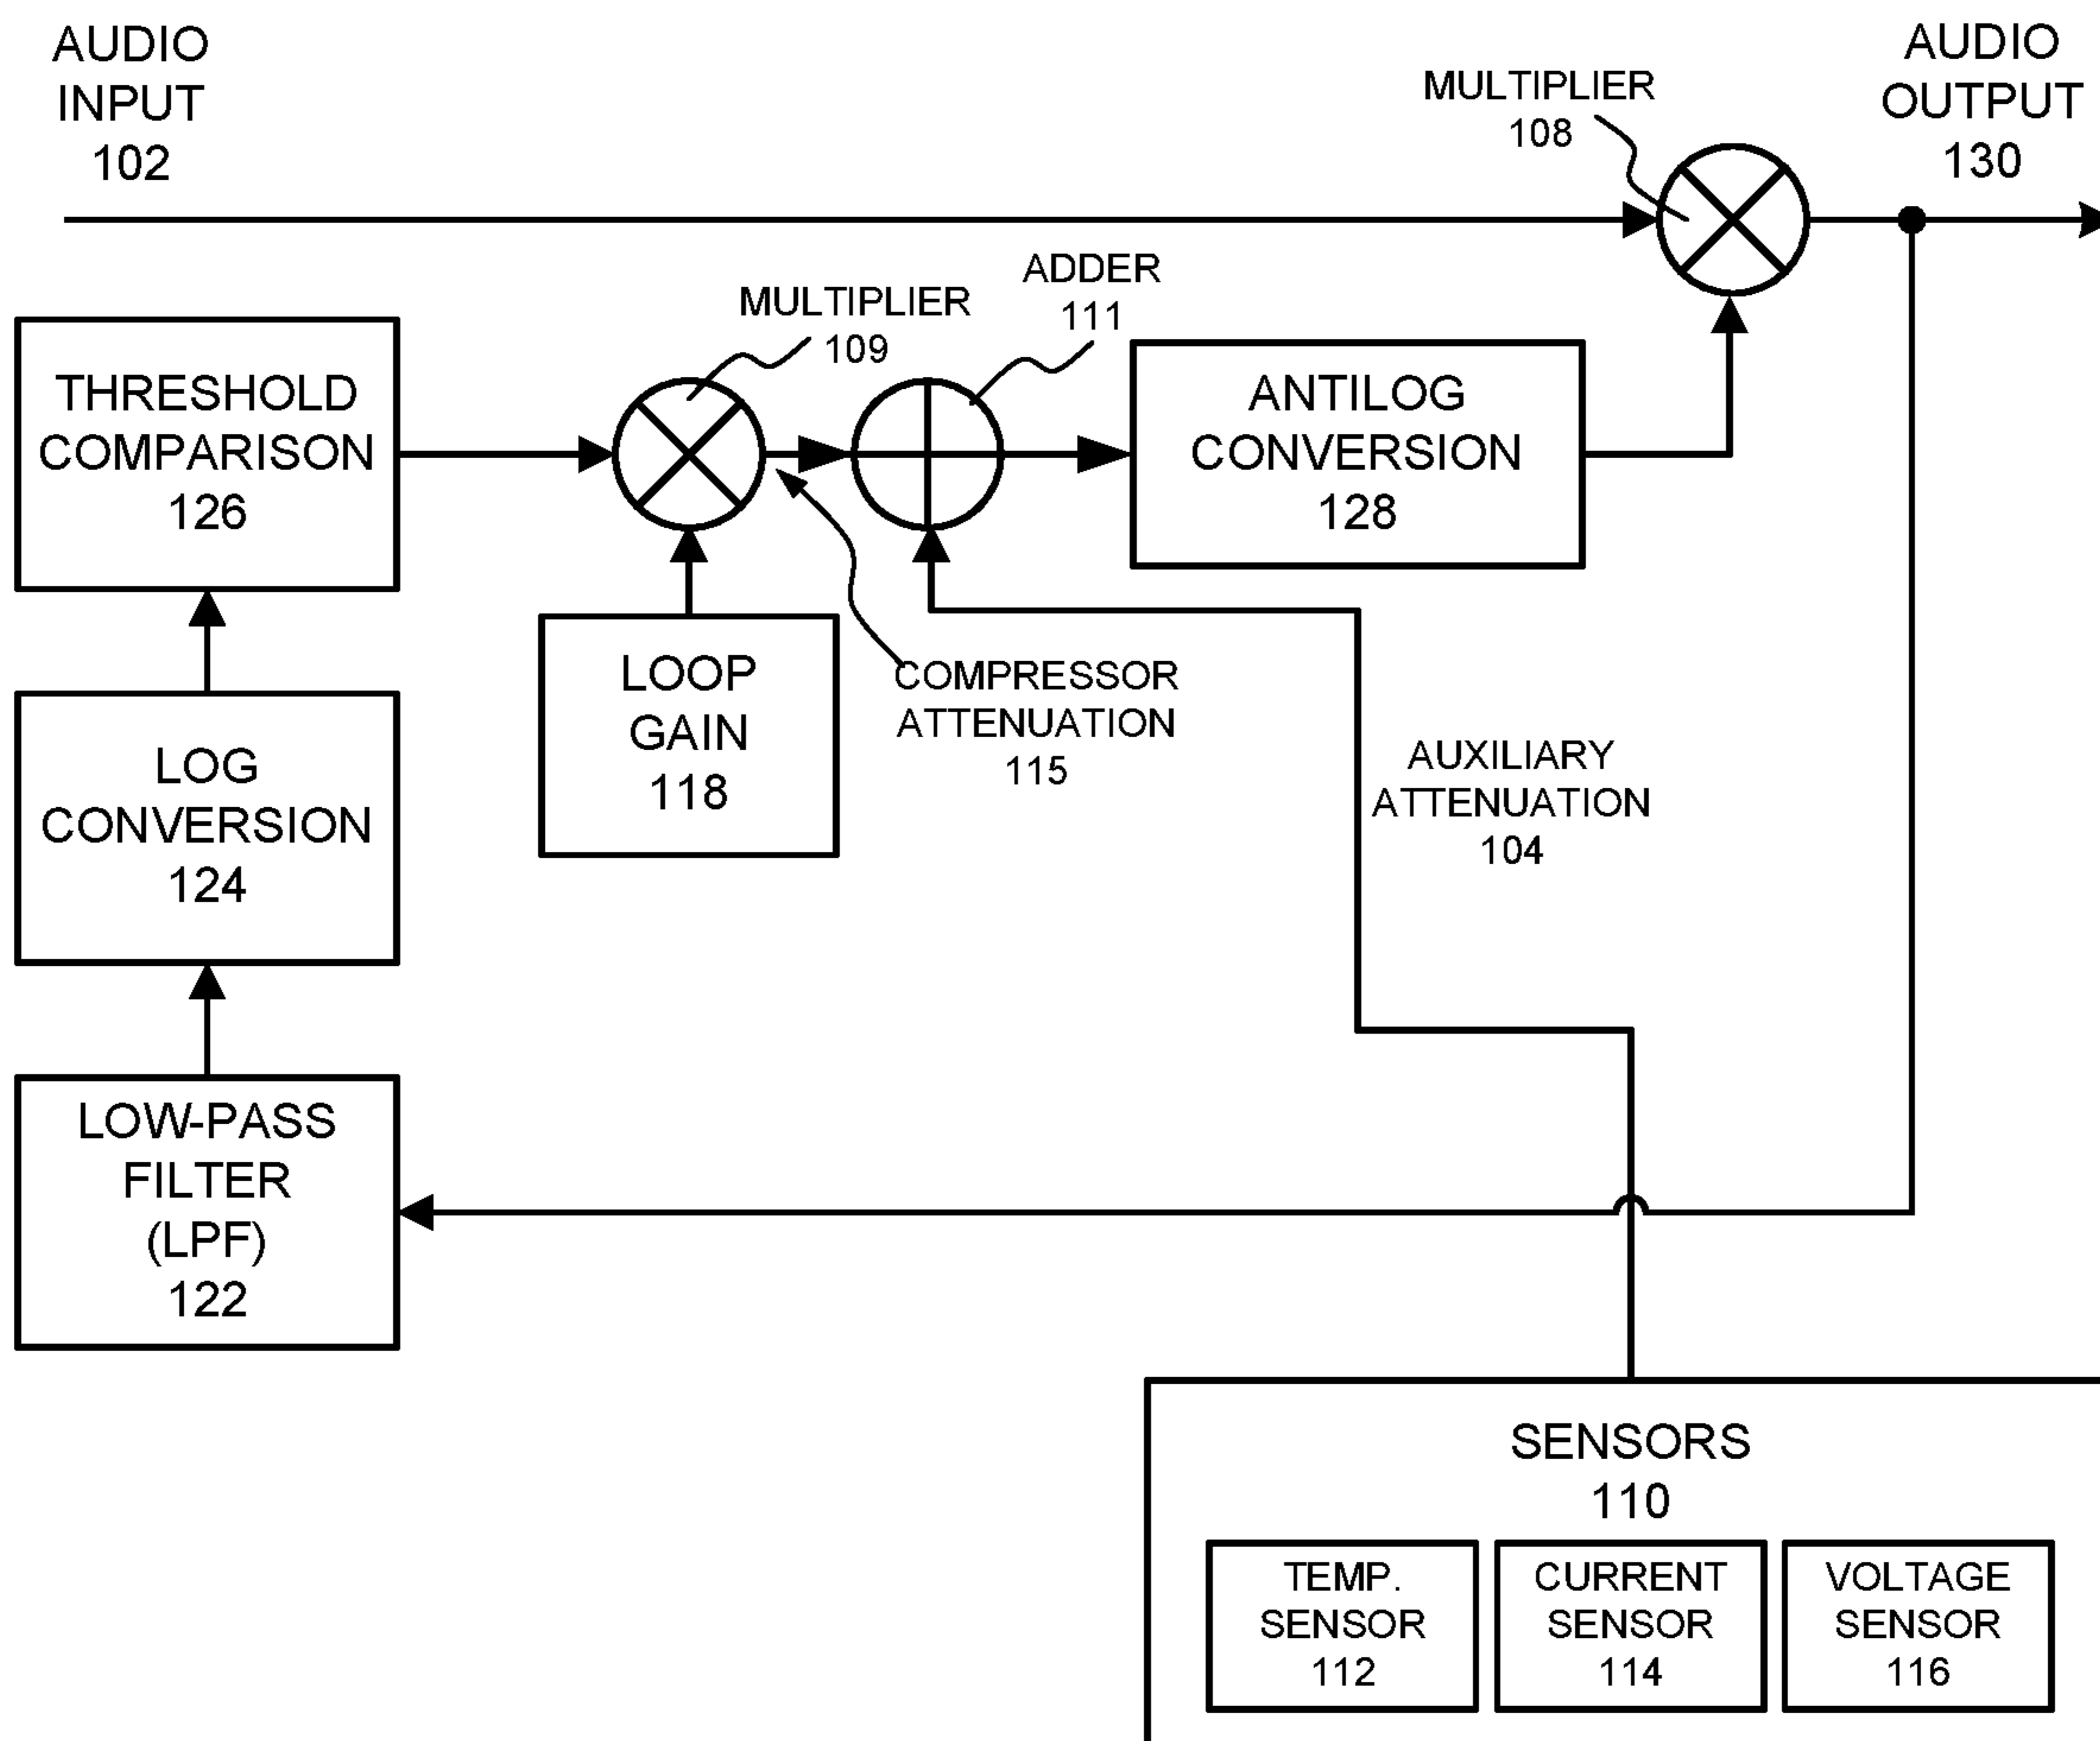 AUDIO
INPUT
102
MULTIPLIER
108
AUDIO
OUTPUT
130
MULTIPLIER
109
ADDER
111
THRESHOLD
COMPARISON
126
ANTILOG
CONVERSION
128
LOOP
GAIN
118
COMPRESSOR
ATTENUATION
115
AUXILIARY
ATTENUATION
104
LOG
CONVERSION
124
LOW-PASS
FILTER
(LPF)
122
SENSORS
110
TEMP.
SENSOR
112
CURRENT
SENSOR
114
VOLTAGE
SENSOR
116